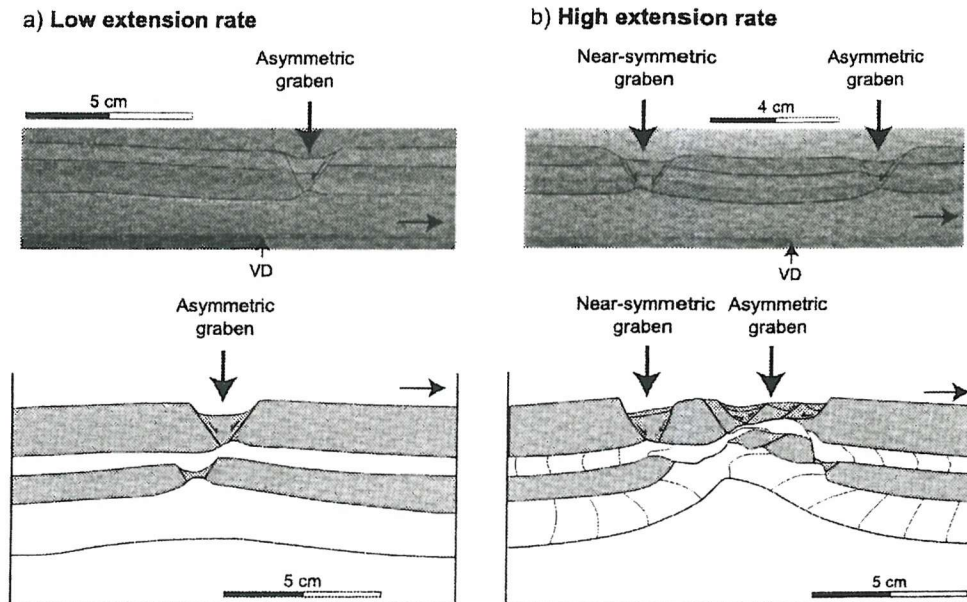 a) Low extension rate
Asymmetric
graben
5 cm
VD
Asymmetric
graben
5 cm
b) High extension rate
Near-symmetric
graben
Asymmetric
graben
4 cm
VD
Near-symmetric
graben
Asymmetric
graben
5 cm